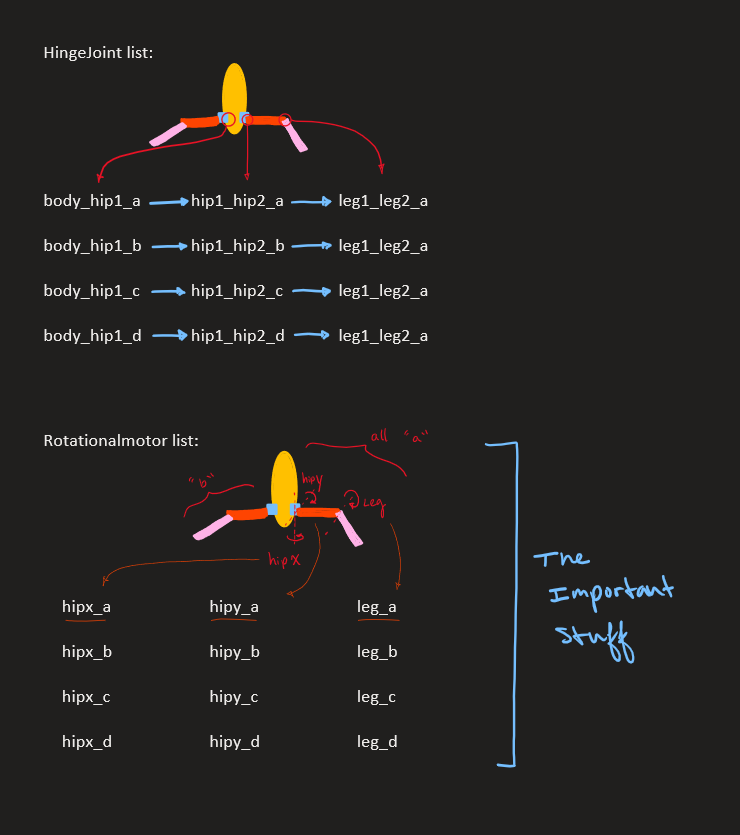 HingeJoint list:
body_hip1_a hip1_hip2_a leg1_leg2_a
body_hip1_b hip1_hip2_b leg1_leg2_a
body_hip1_c hip1_hip2_c leg1_leg2_a
body_hip1_d hip1_hip2_d leg1_leg2_a
Rotationalmotor list:
all "a"
"b"
hipy
Leg
hipx
hipx_a hipy_a leg_a
hipx_b hipy_b leg_b
hipx_c hipy_c leg_c
hipx_d hipy_d leg_d
The
Important
Stuff